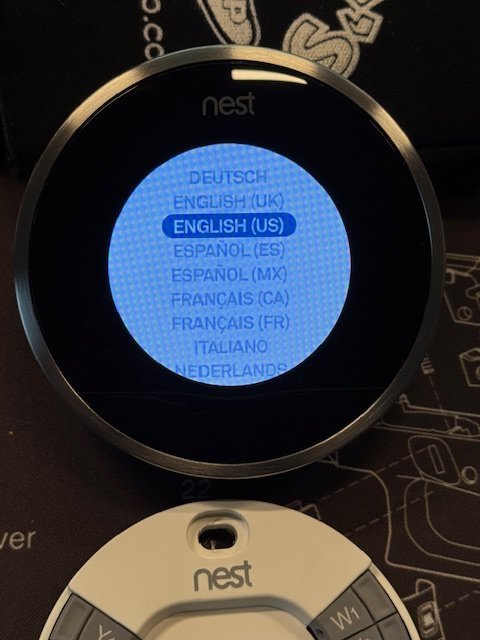 nest
DEUTSCH
ENGLISH (UK)
ENGLISH (US)
ESPAÑOL (ES)
ESPAÑOL (MX)
FRANÇAIS (CA)
FRANÇAIS (FR)
ITALIANO
NEDERLANDS
22
ver
nest
W1